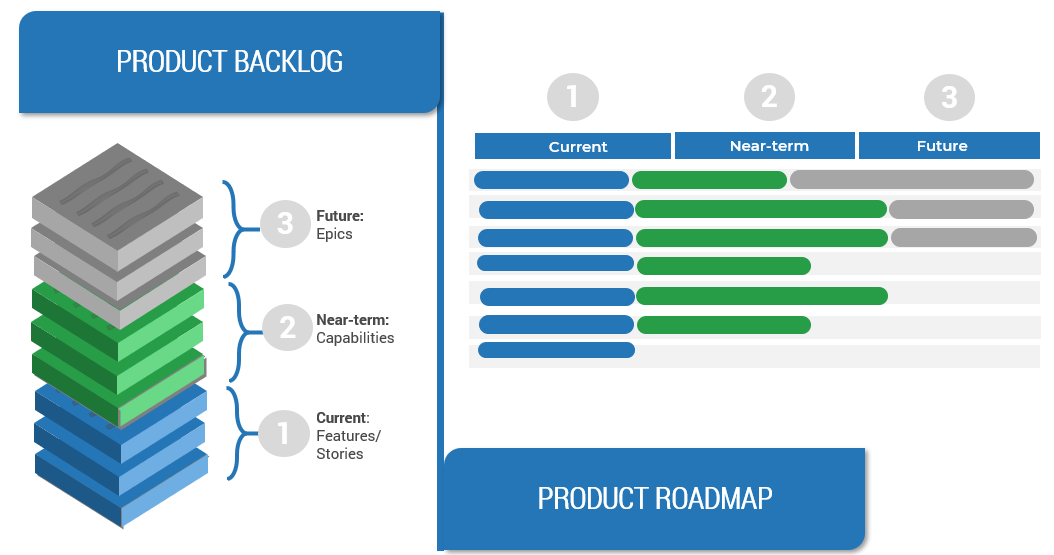 PRODUCT BACKLOG
3
Future:
Epics
2
Near-term:
Capabilities
1
Current:
Features/
Stories
1
2
3
Current
Near-term
Future
PRODUCT ROADMAP